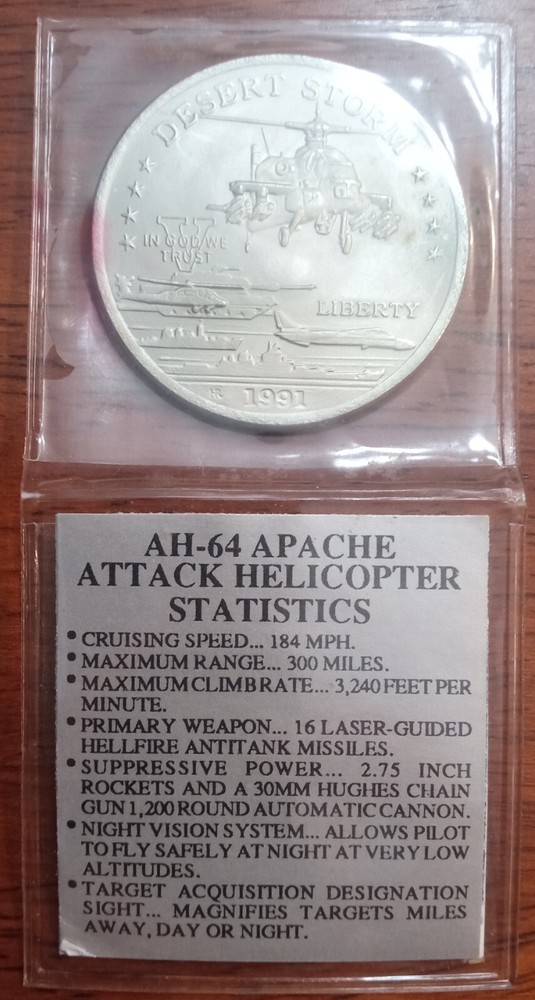 DESERT STORM
V
IN GOD WE
TRUST
LIBERTY
HR 1991
AH-64 APACHE
ATTACK HELICOPTER
STATISTICS
• CRUISING SPEED... 184 MPH.
• MAXIMUM RANGE... 300 MILES.
• MAXIMUM CLIMB RATE... 3,240 FEET PER
MINUTE.
• PRIMARY WEAPON... 16 LASER-GUIDED
HELLFIRE ANTITANK MISSILES.
• SUPPRESSIVE POWER... 2.75 INCH
ROCKETS AND A 30MM HUGHES CHAIN
GUN 1,200 ROUND AUTOMATIC CANNON.
• NIGHT VISION SYSTEM... ALLOWS PILOT
TO FLY SAFELY AT NIGHT AT VERY LOW
ALTITUDES.
• TARGET ACQUISITION DESIGNATION
SIGHT... MAGNIFIES TARGETS MILES
AWAY, DAY OR NIGHT.